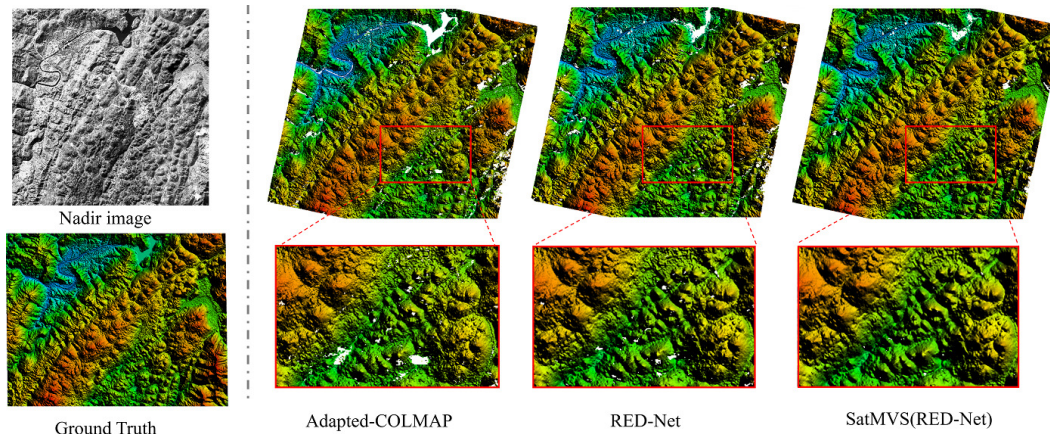 Nadir image
Ground Truth
Adapted-COLMAP
RED-Net
SatMVS(RED-Net)